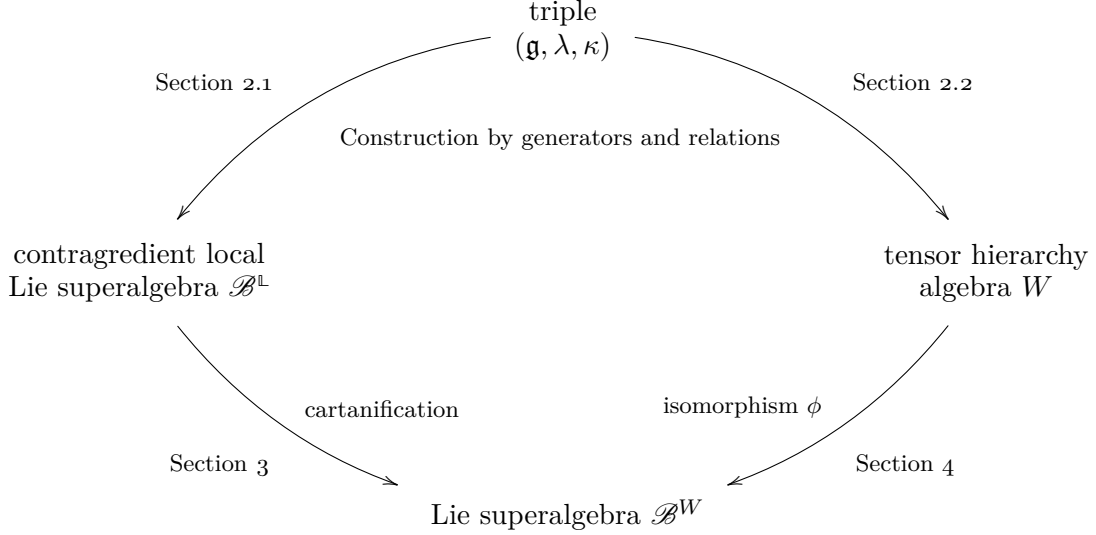 triple
(𝔤, λ, κ)
Section 2.1
Section 2.2
Construction by generators and relations
contragredient local
Lie superalgebra ℬ^𝕃
tensor hierarchy
algebra W
cartanification
isomorphism ϕ
Section 3
Section 4
Lie superalgebra ℬ^W